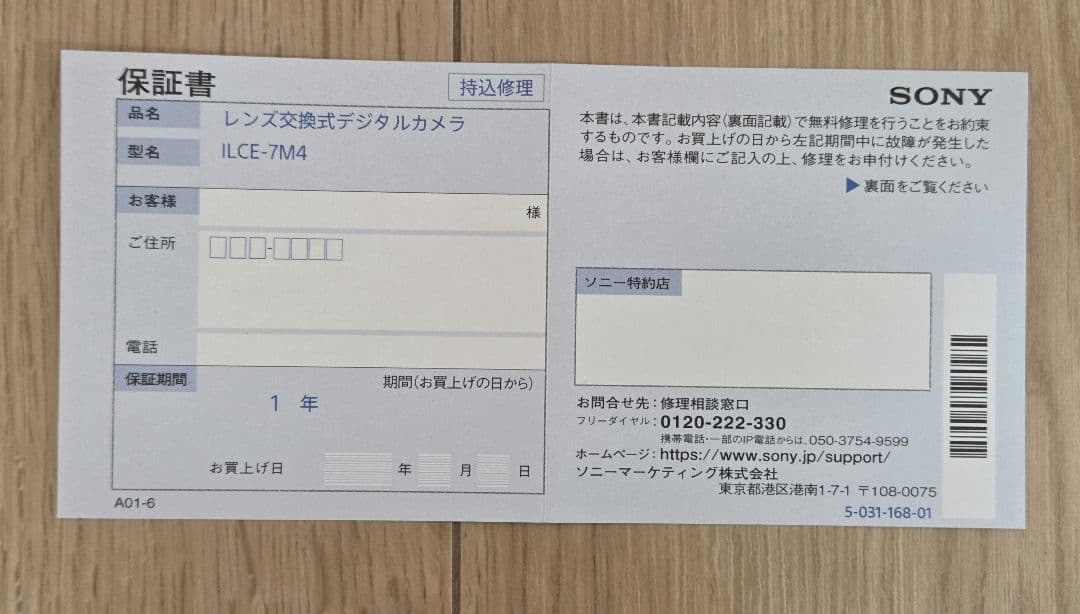 保証書
持込修理
品名 レンズ交換式デジタルカメラ
型名 ILCE-7M4
お客様 様
ご住所 □□□-□□□□
電話
保証期間 期間(お買上げの日から)
1 年
お買上げ日 年 月 日
A01-6
SONY
本書は、本書記載内容(裏面記載)で無料修理を行うことをお約束
するものです。お買上げの日から左記期間中に故障が発生した
場合は、お客様欄にご記入の上、修理をお申付けください。
▶裏面をご覧ください
ソニー特約店
お問合せ先:修理相談窓口
フリーダイヤル:0120-222-330
携帯電話・一部のIP電話からは、050-3754-9599
ホームページ:https://www.sony.jp/support/
ソニーマーケティング株式会社
東京都港区港南1-7-1 〒108-0075
5-031-168-01